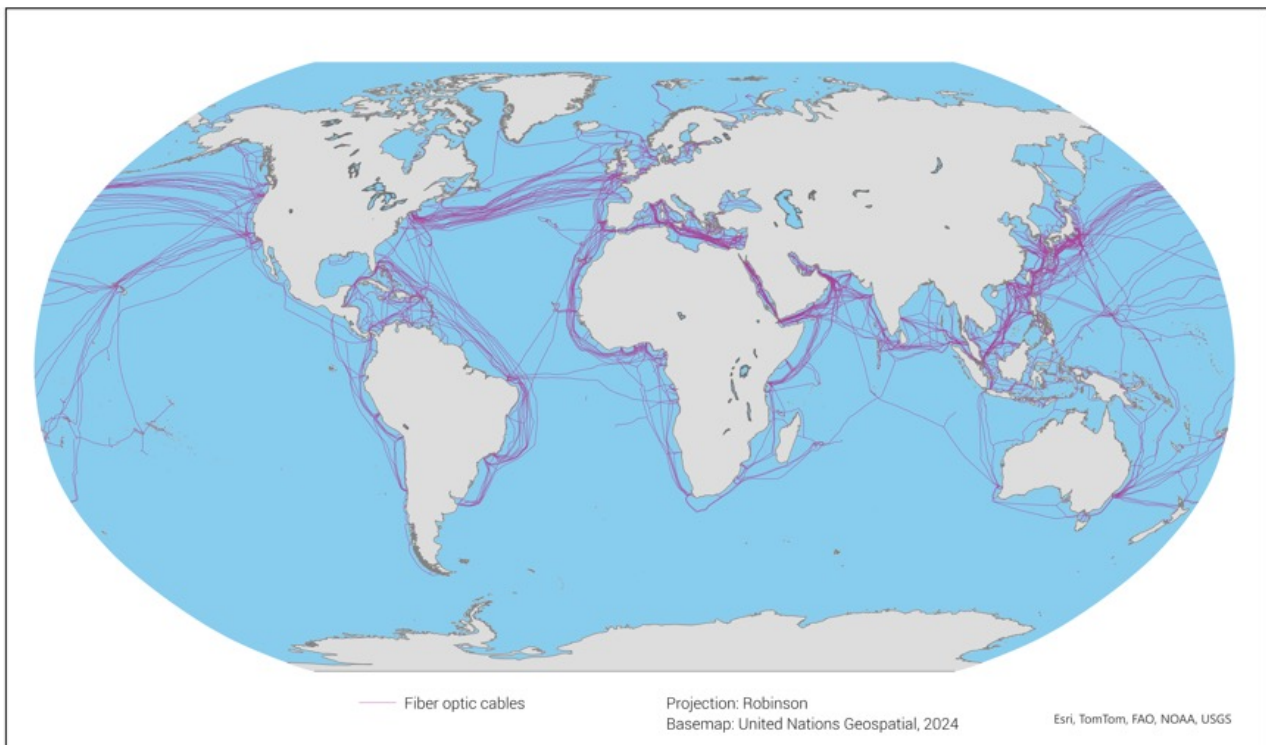 Fiber optic cables
Projection: Robinson
Basemap: United Nations Geospatial, 2024
Esri, TomTom, FAO, NOAA, USGS